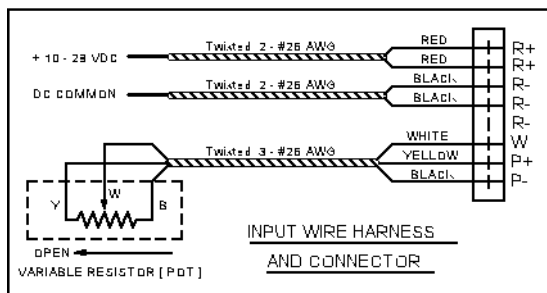 + 10 - 28 VDC
Twisted 2 - #26 AWG
RED
RED
R+
R+
DC COMMON
Twisted 2 - #26 AWG
BLACK
BLACK
R-
R-
R-
Twisted 3 - #26 AWG
WHITE
YELLOW
BLACK
W
P+
P-
Y
W
B
OPEN
VARIABLE RESISTOR [ POT ]
INPUT WIRE HARNESS
AND CONNECTOR